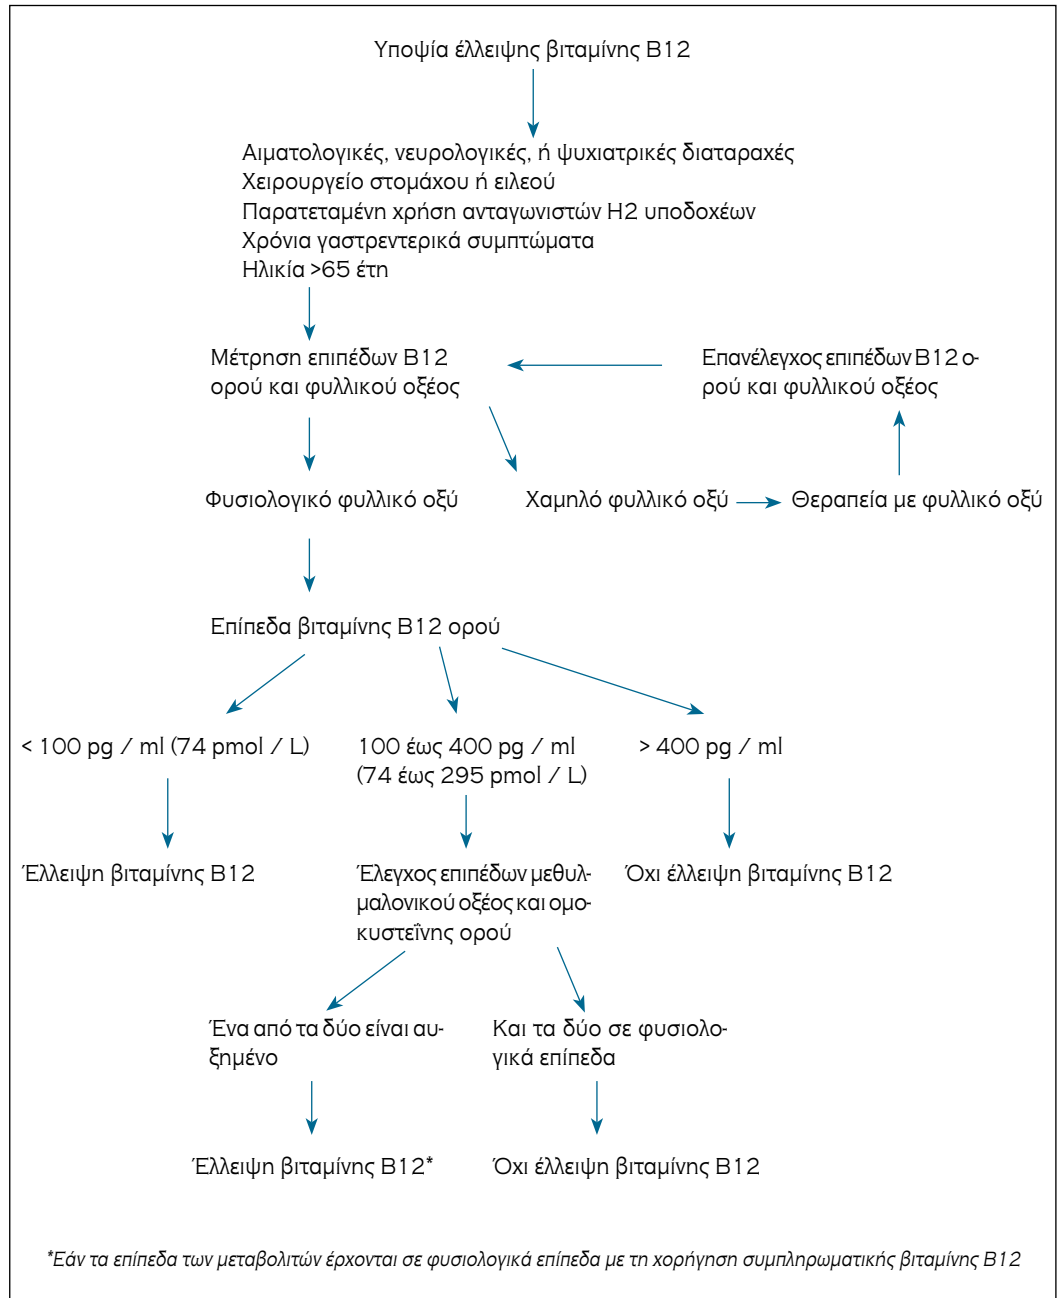 Υποψία έλλειψης βιταμίνης Β12
Αιματολογικές, νευρολογικές, ή ψυχιατρικές διαταραχές
Χειρουργείο στομάχου ή ειλεού
Παρατεταμένη χρήση ανταγωνιστών Η2 υποδοχέων
Χρόνια γαστρεντερικά συμπτώματα
Ηλικία >65 έτη
Μέτρηση επιπέδων Β12
ορού και φυλλικού οξέος
Επανέλεγχος επιπέδων Β12 ο-
ρού και φυλλικού οξέος
Φυσιολογικό φυλλικό οξύ
Χαμηλό φυλλικό οξύ
Θεραπεία με φυλλικό οξύ
Επίπεδα βιταμίνης Β12 ορού
< 100 pg / ml (74 pmol / L)
100 έως 400 pg / ml
(74 έως 295 pmol / L)
> 400 pg / ml
Έλλειψη βιταμίνης Β12
Έλεγχος επιπέδων μεθυλ-
μαλονικού οξέος και ομο-
κυστεΐνης ορού
Όχι έλλειψη βιταμίνης Β12
Ένα από τα δύο είναι αυ-
ξημένο
Και τα δύο σε φυσιολο-
γικά επίπεδα
Έλλειψη βιταμίνης Β12*
Όχι έλλειψη βιταμίνης Β12
*Εάν τα επίπεδα των μεταβολιτών έρχονται σε φυσιολογικά επίπεδα με τη χορήγηση συμπληρωματικής βιταμίνης Β12